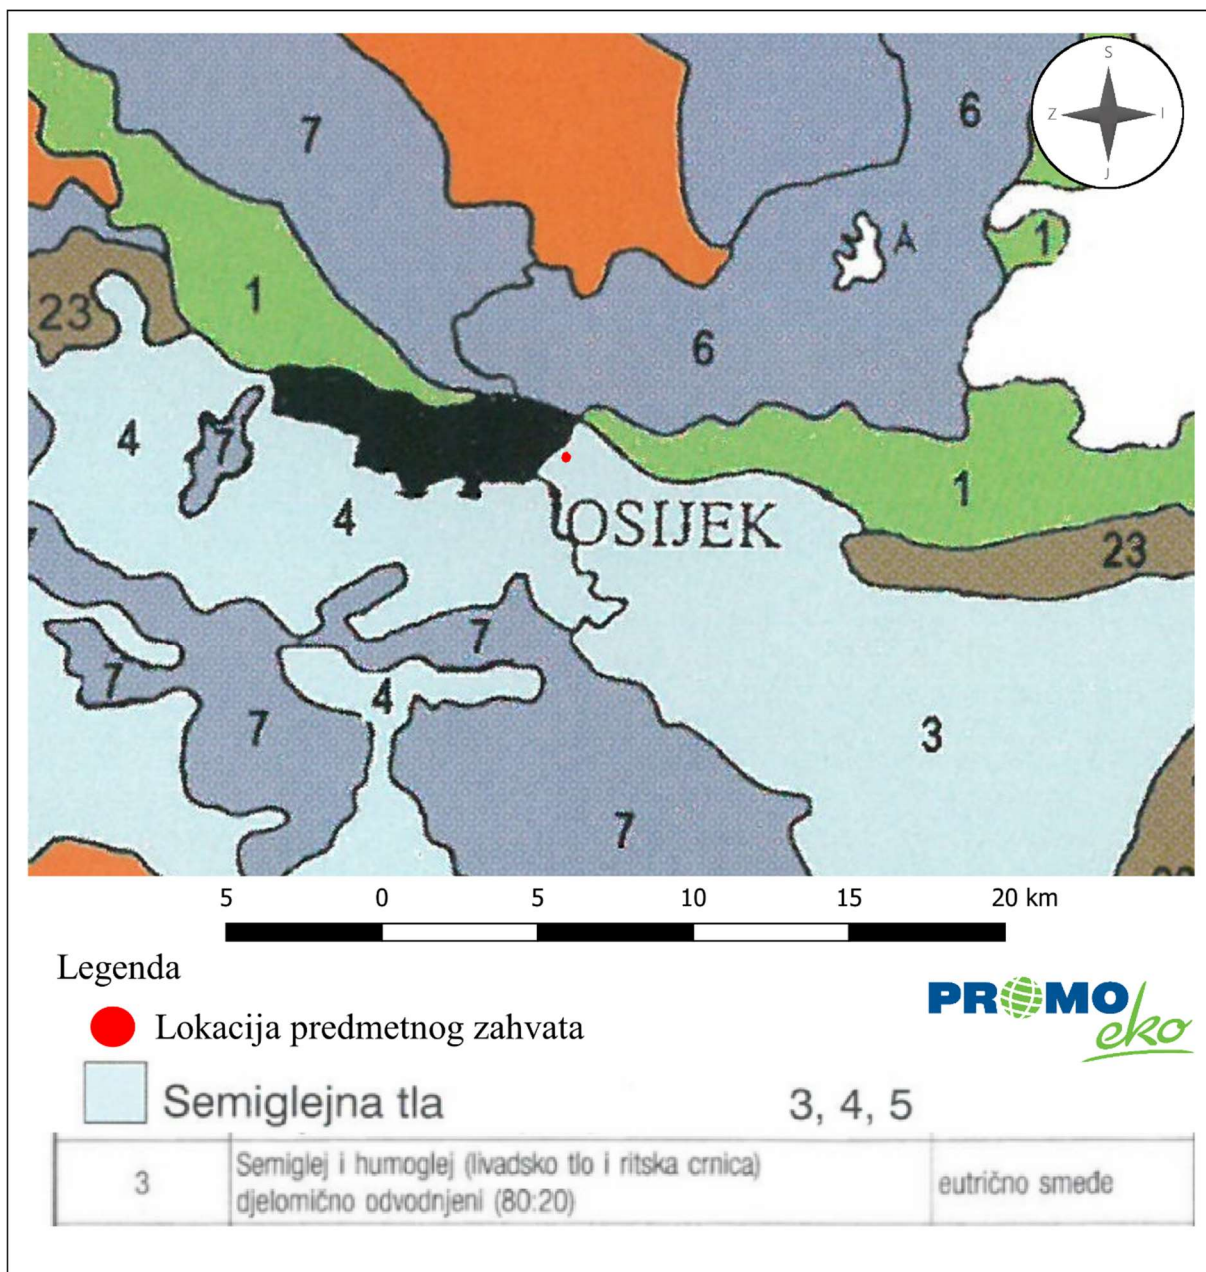 S
Z I
J
7
6
A
1
1
23
6
4
7
1
4
OSIJEK
23
7
7
7
4
7
3
7
5 0 5 10 15 20 km
Legenda
Lokacija predmetnog zahvata
PROMO
eko
Semiglejna tla 3, 4, 5
3 Semiglej i humoglej (livadsko tlo i ritska crnica) eutrično smeđe
djelomično odvodnjeni (80:20)